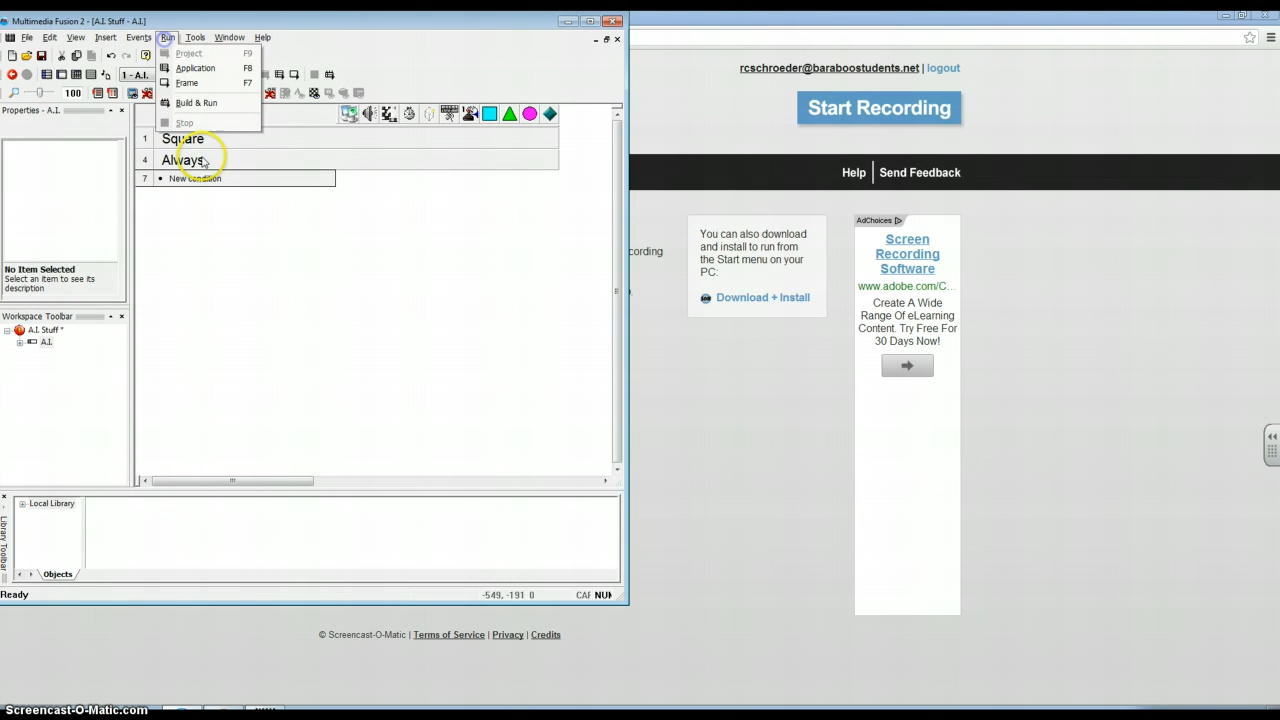 Multimedia Fusion 2 - [A.I. Stuff - A.I.]
File Edit View Insert Events Run Tools Window Help
Project F9
Application F8
Frame F7
Build & Run
Stop
1 - A.I.
100
Properties - A.I.
No Item Selected
Select an item to see its
description
Workspace Toolbar
A.I. Stuff *
A.I.
1 Square
4 Always
7 • New condition
Library Toolbar
Local Library
Objects
Ready
-549, -191 0
CAF NUM
rcschroeder@baraboostudents.net | logout
Start Recording
Help Send Feedback
ecording
You can also download
and install to run from
the Start menu on your
PC:
Download + Install
AdChoices
Screen
Recording
Software
www.adobe.com/C...
Create A Wide
Range Of eLearning
Content. Try Free For
30 Days Now!
© Screencast-O-Matic | Terms of Service | Privacy | Credits
Screencast-O-Matic.com